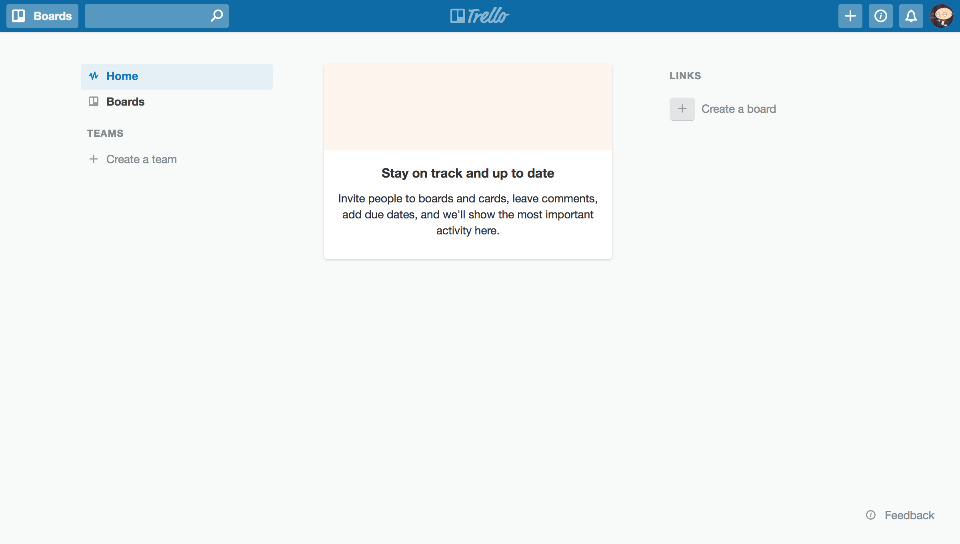 Boards
Trello
Home
Boards
TEAMS
Create a team
Stay on track and up to date
Invite people to boards and cards, leave comments,
add due dates, and we'll show the most important
activity here.
LINKS
Create a board
Feedback